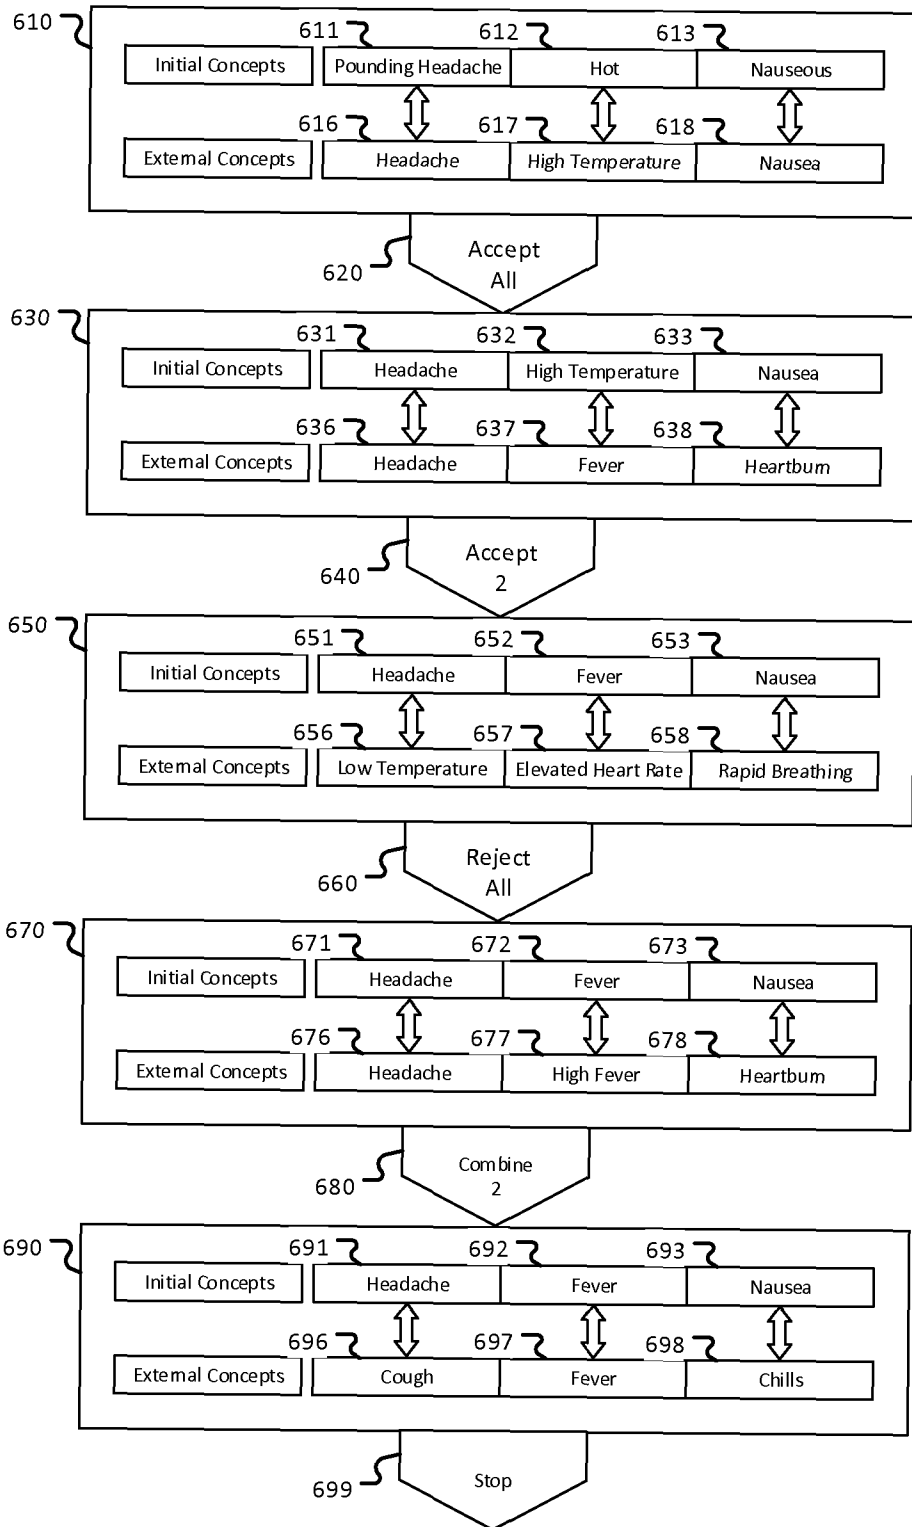 610
611
612
613
Initial Concepts
Pounding Headache
Hot
Nauseous
616
617
618
External Concepts
Headache
High Temperature
Nausea
620
Accept
All
630
631
632
633
Initial Concepts
Headache
High Temperature
Nausea
636
637
638
External Concepts
Headache
Fever
Heartburn
640
Accept
2
650
651
652
653
Initial Concepts
Headache
Fever
Nausea
656
657
658
External Concepts
Low Temperature
Elevated Heart Rate
Rapid Breathing
660
Reject
All
670
671
672
673
Initial Concepts
Headache
Fever
Nausea
676
677
678
External Concepts
Headache
High Fever
Heartburn
680
Combine
2
690
691
692
693
Initial Concepts
Headache
Fever
Nausea
696
697
698
External Concepts
Cough
Fever
Chills
699
Stop